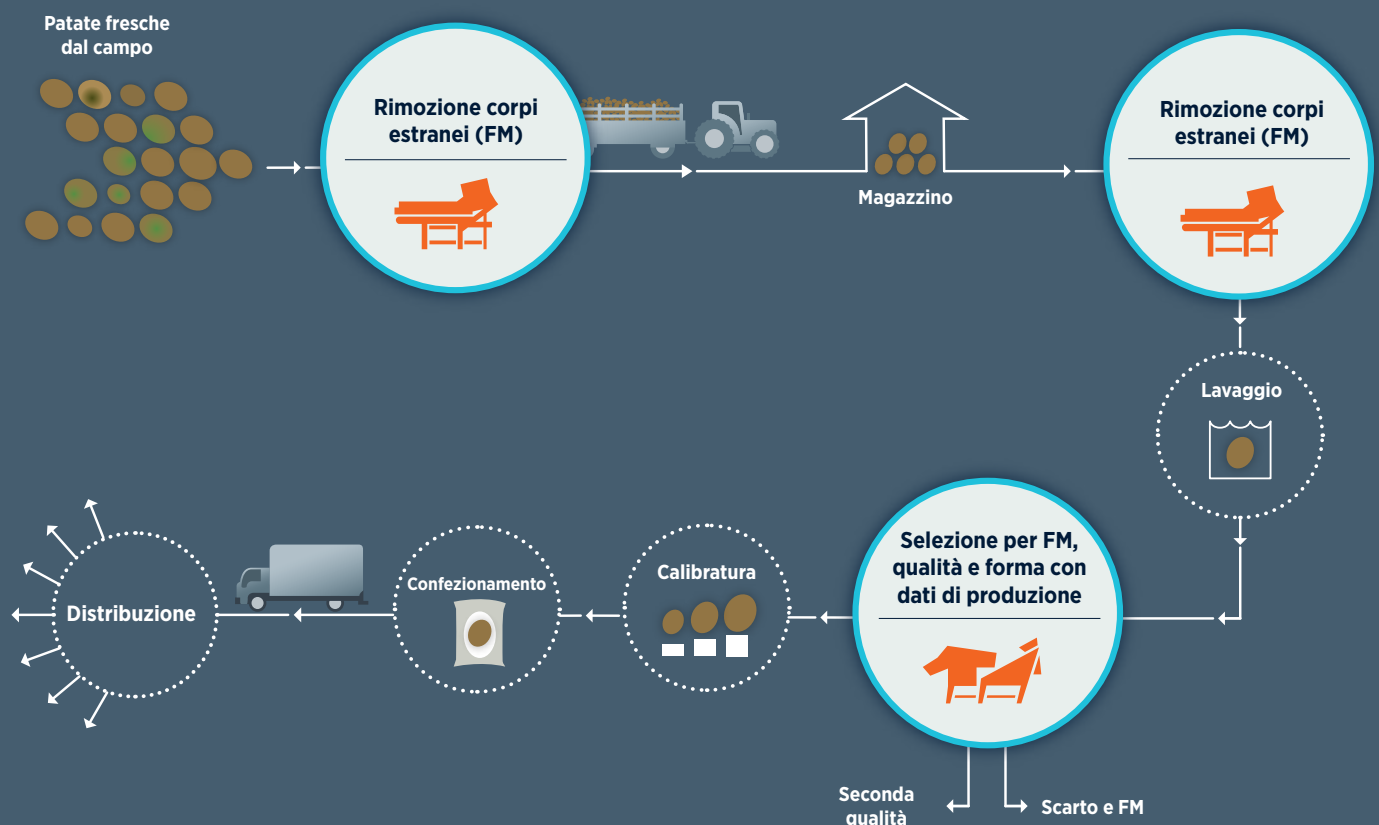 Patate fresche
dal campo
Rimozione corpi
estranei (FM)
Magazzino
Rimozione corpi
estranei (FM)
Lavaggio
Selezione per FM,
qualità e forma con
dati di produzione
Calibratura
Confezionamento
Distribuzione
Seconda
qualità
Scarto e FM